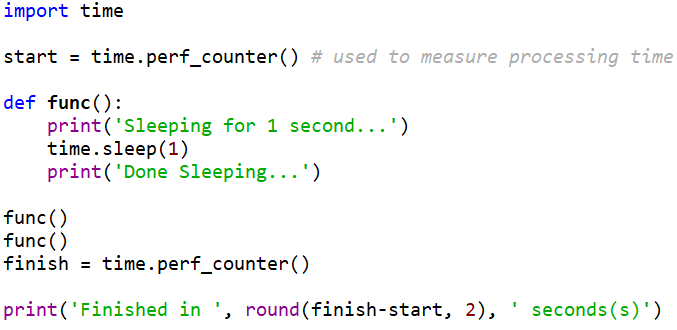 import time
start = time.perf_counter() # used to measure processing time
def func():
    print('Sleeping for 1 second...')
    time.sleep(1)
    print('Done Sleeping...')
func()
func()
finish = time.perf_counter()
print('Finished in ', round(finish-start, 2), ' seconds(s)')